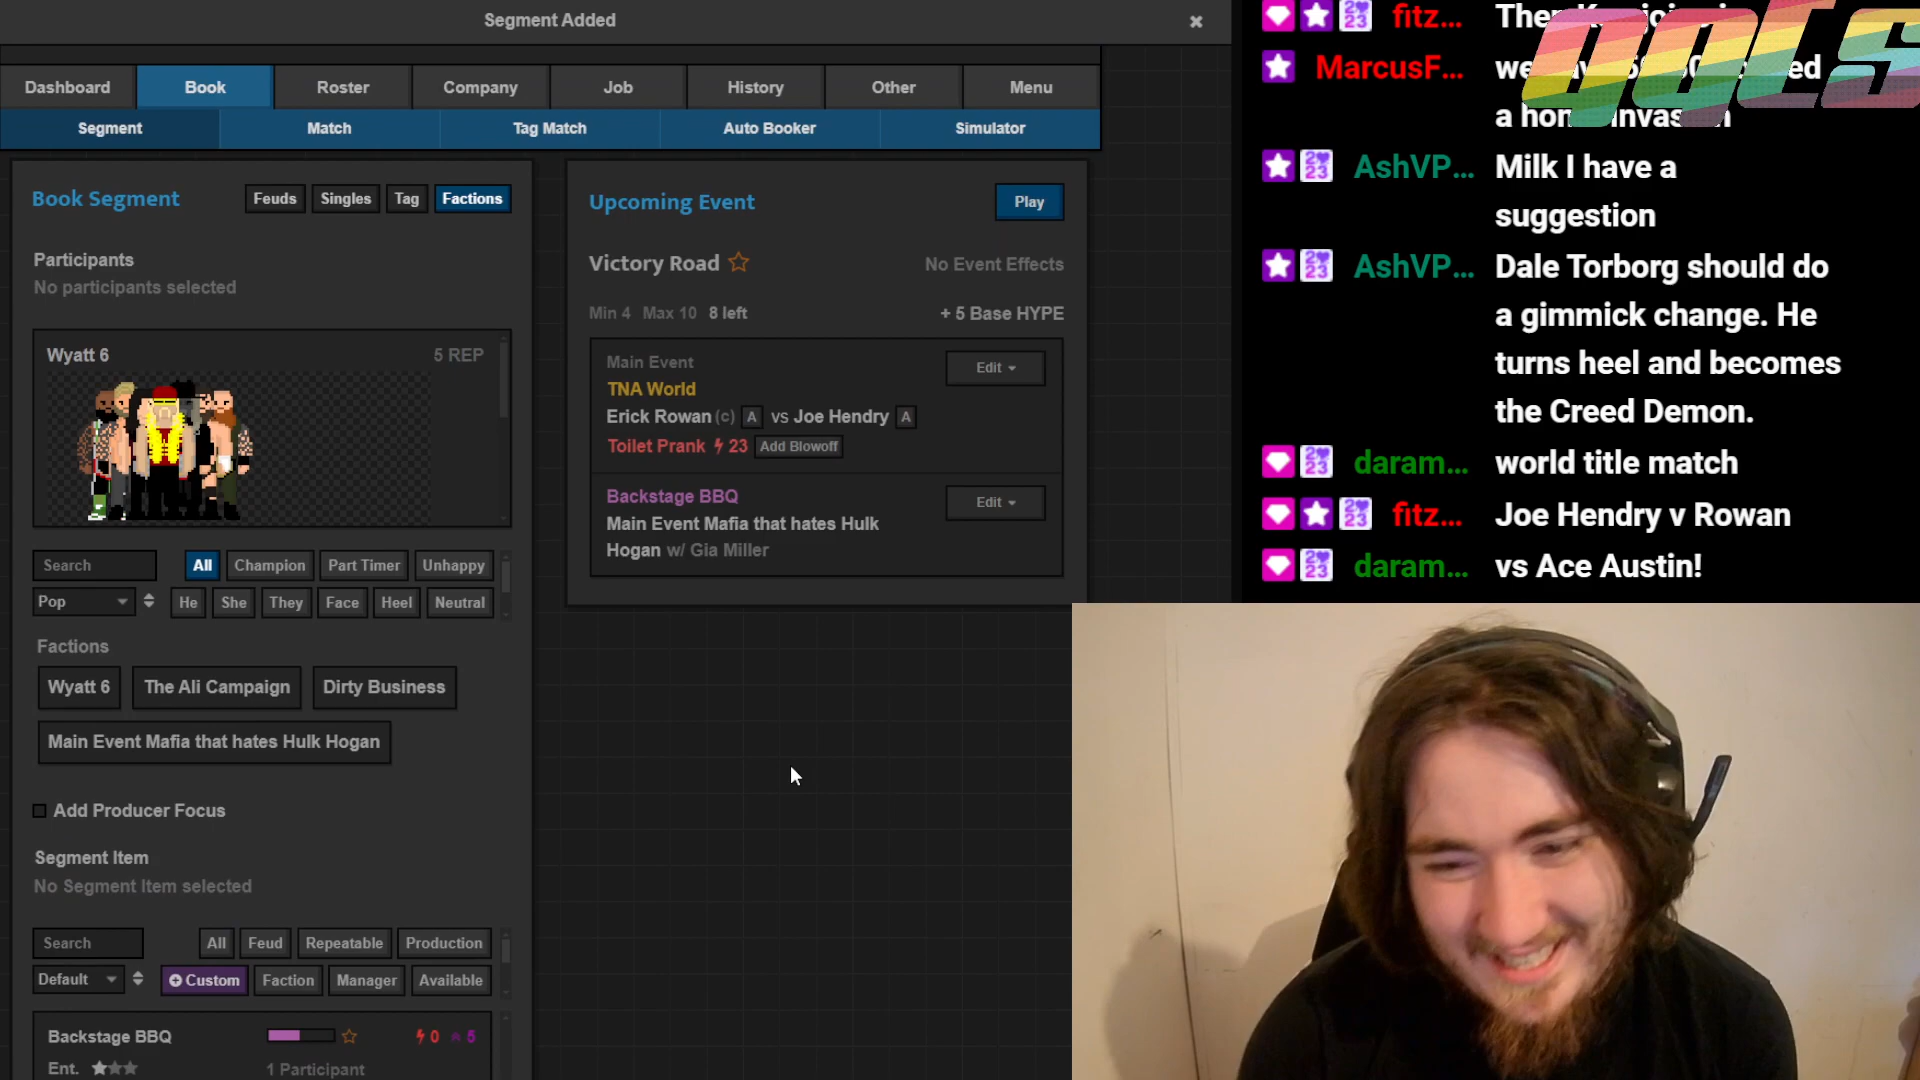 Segment Added
Dashboard
Book
Roster
Company
Job
History
Other
Menu
Segment
Match
Tag Match
Auto Booker
Simulator
Book Segment
Feuds
Singles
Tag
Factions
Participants
No participants selected
Wyatt 6
5 REP
Search
All
Champion
Part Timer
Unhappy
Pop
He
She
They
Face
Heel
Neutral
Factions
Wyatt 6
The Ali Campaign
Dirty Business
Main Event Mafia that hates Hulk Hogan
Add Producer Focus
Segment Item
No Segment Item selected
Search
All
Feud
Repeatable
Production
Default
Custom
Faction
Manager
Available
Backstage BBQ
0
5
Ent.
1 Participant
Upcoming Event
Play
Victory Road
No Event Effects
Min 4 Max 10 8 left
+ 5 Base HYPE
Main Event
Edit
TNA World
Erick Rowan (c) A vs Joe Hendry A
Toilet Prank 23 Add Blowoff
Backstage BBQ
Edit
Main Event Mafia that hates Hulk
Hogan w/ Gia Miller
fitz...
MarcusF...
AshVP... Milk I have a
suggestion
AshVP... Dale Torborg should do
a gimmick change. He
turns heel and becomes
the Creed Demon.
daram... world title match
fitz... Joe Hendry v Rowan
daram... vs Ace Austin!